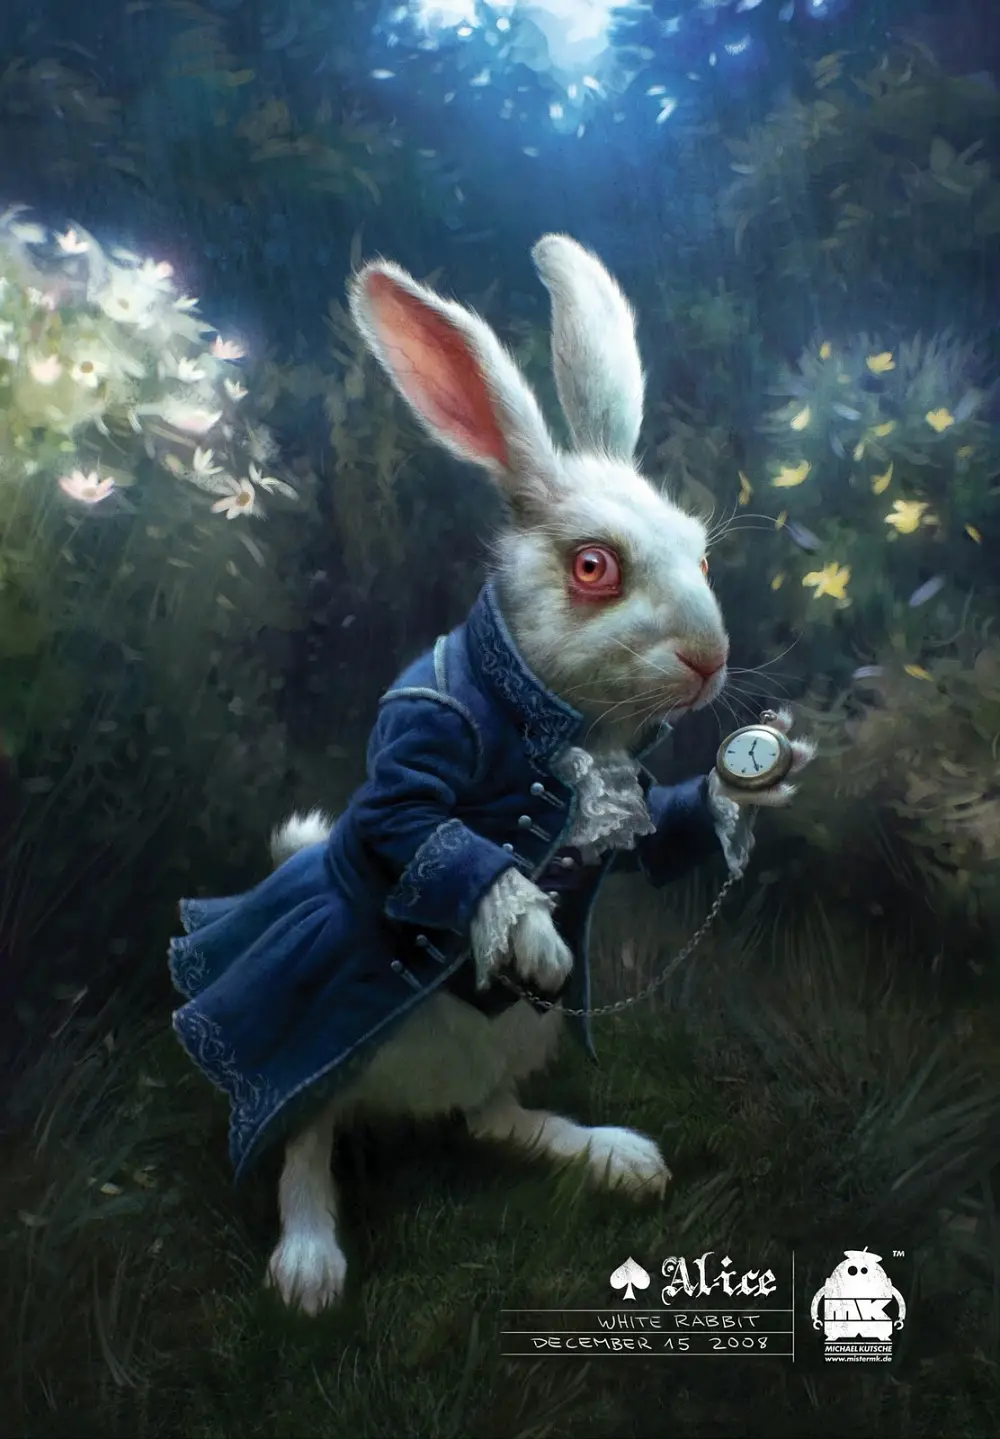 ♠ Alice
WHITE RABBIT
DECEMBER 15 2008
TM
MK
MICHAEL KUTSCHE
www.mistermk.de